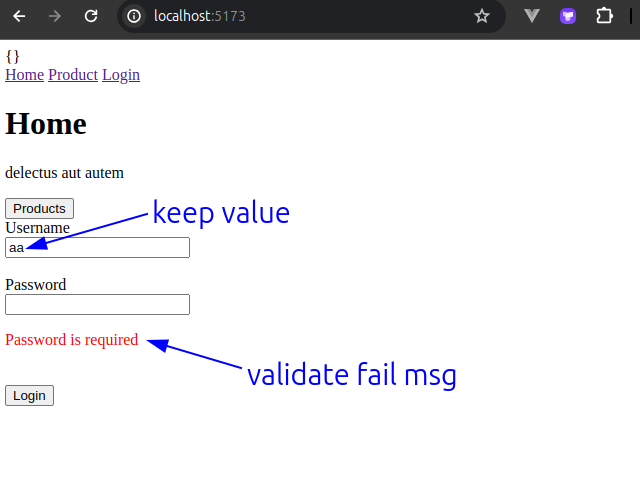 localhost:5173
{}
Home Product Login
Home
delectus aut autem
Products
keep value
Username
aa
Password
Password is required
validate fail msg
Login